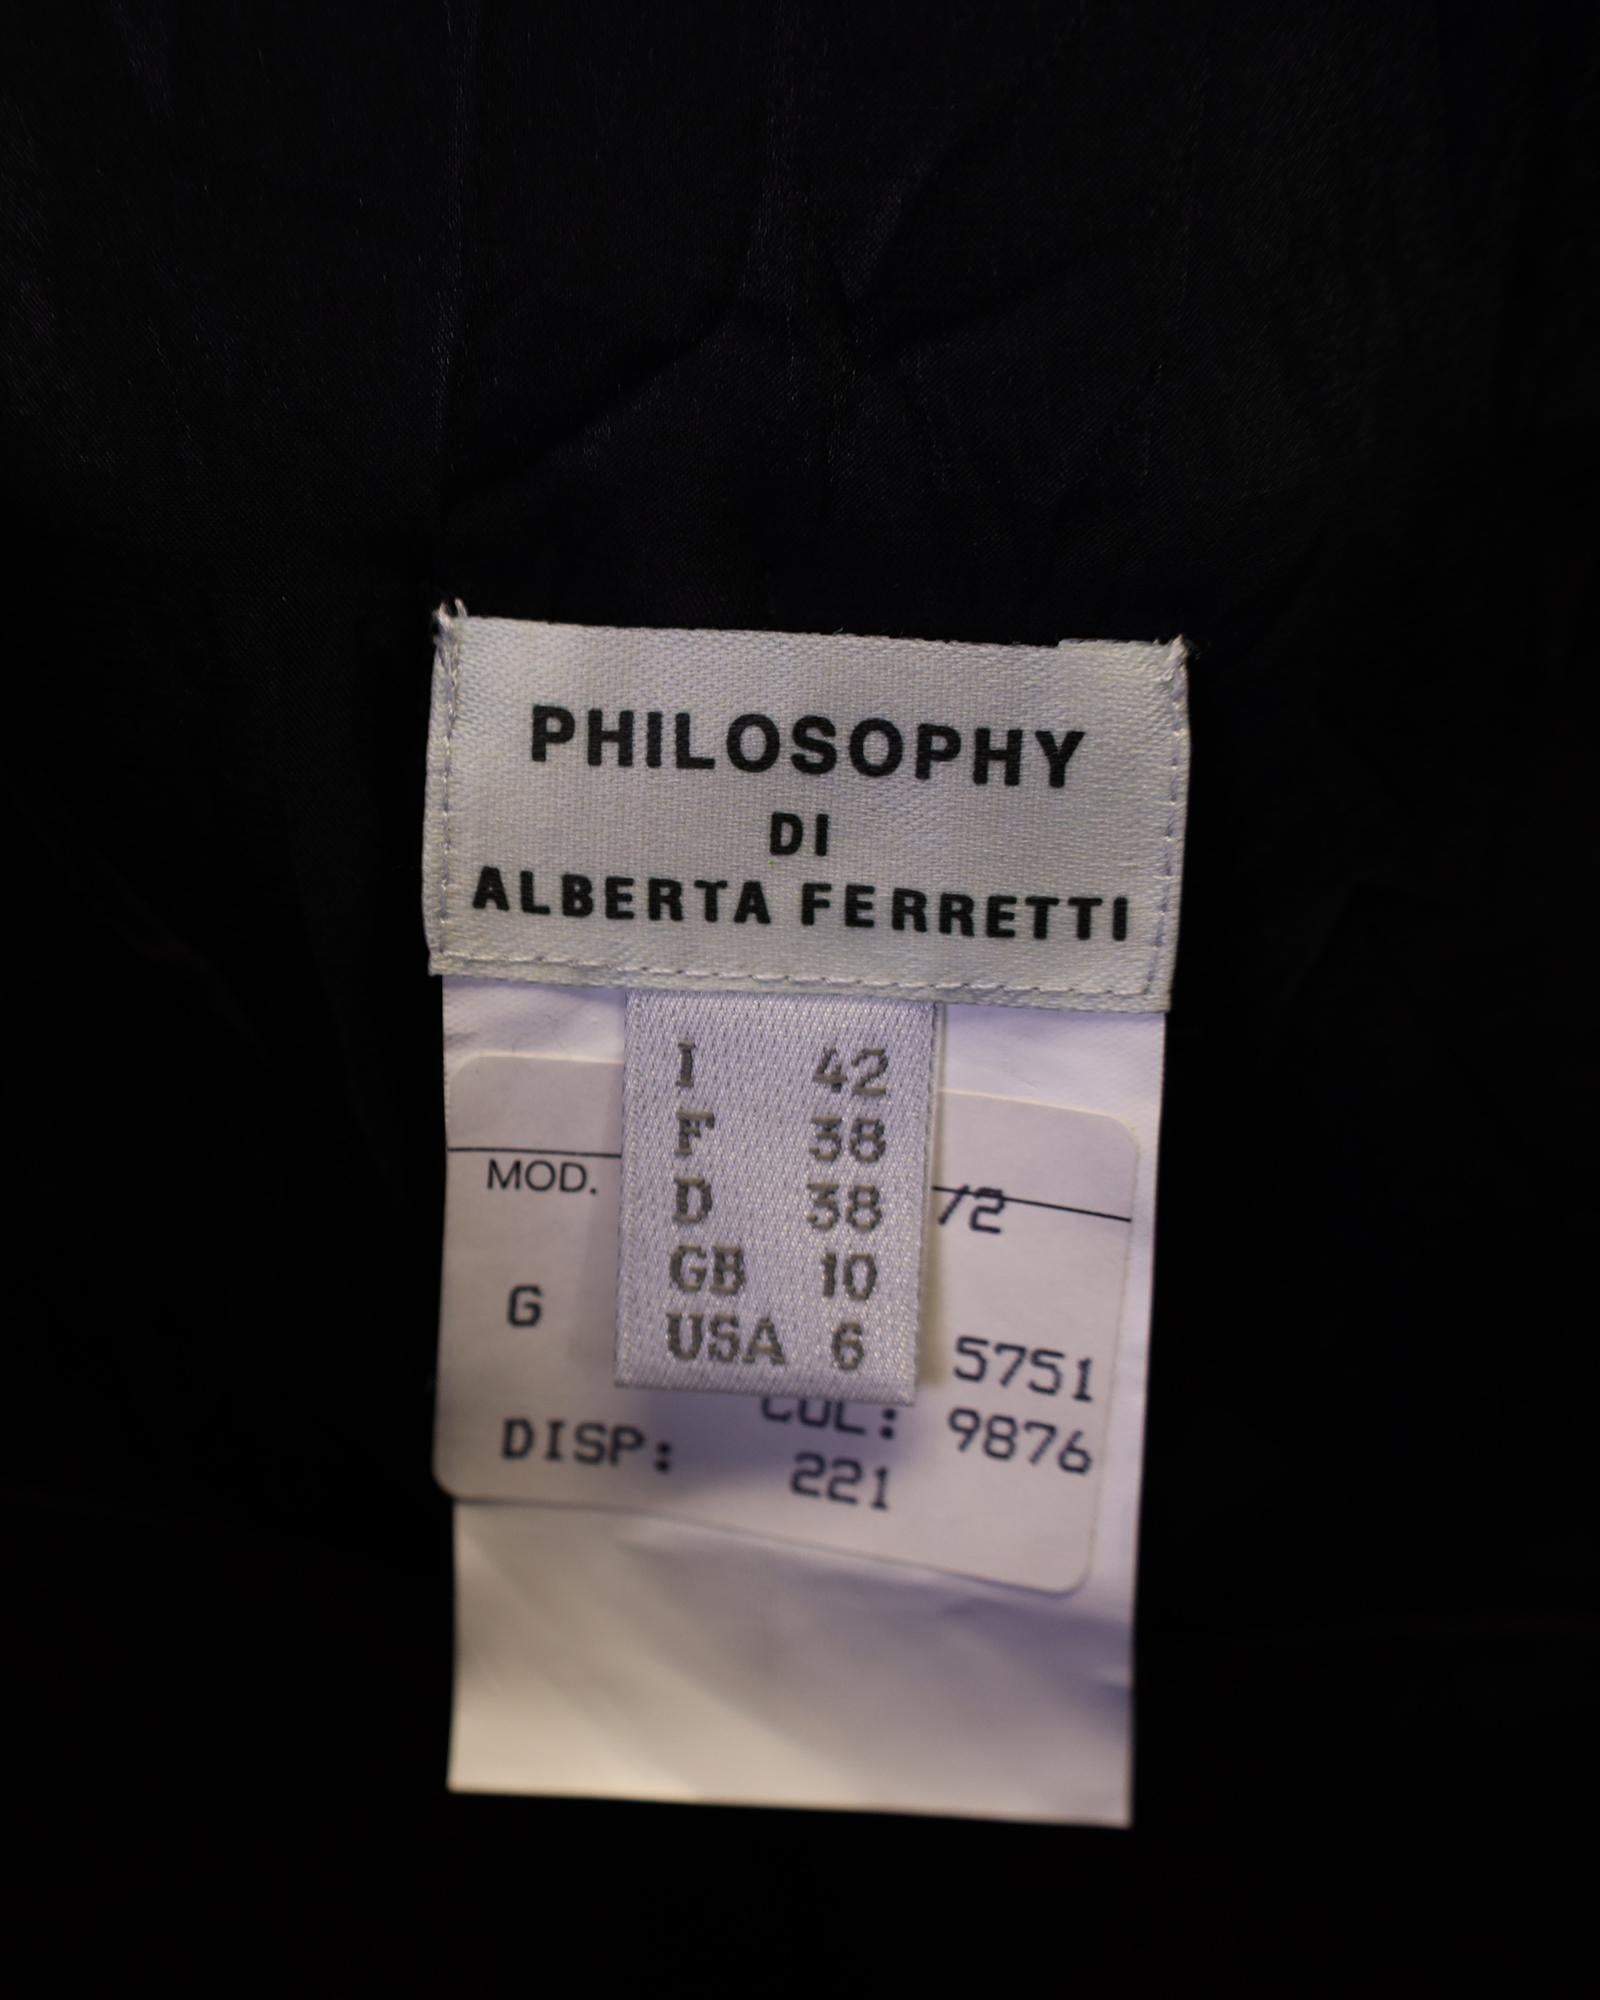 PHILOSOPHY
DI
ALBERTA FERRETTI
I 42
F 38
D 38
GB 10
USA 6
MOD. /2
G 5751
COL: 9876
DISP: 221